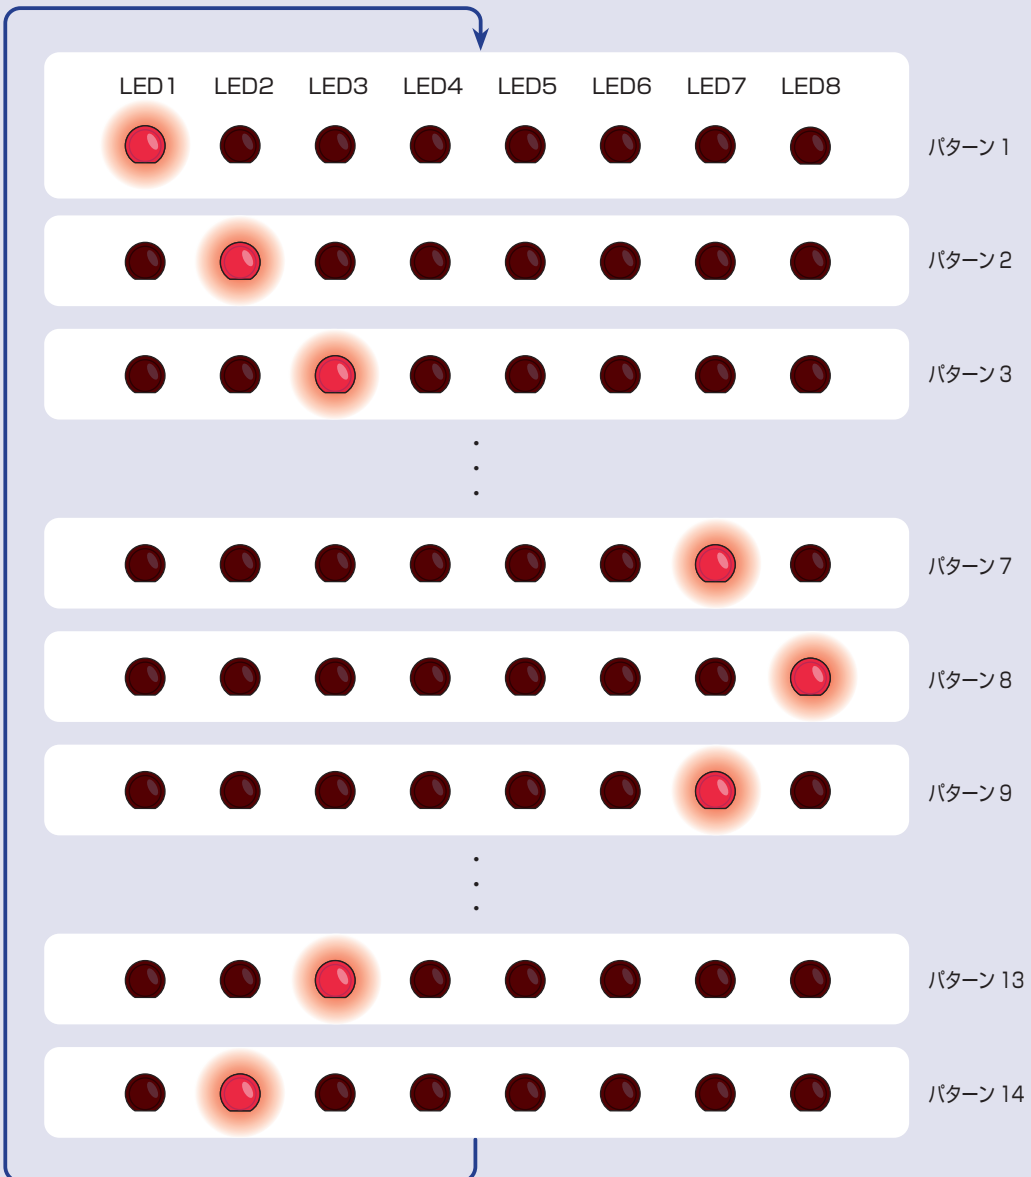 LED1 LED2 LED3 LED4 LED5 LED6 LED7 LED8
パターン 1
パターン 2
パターン 3
パターン 7
パターン 8
パターン 9
パターン 13
パターン 14